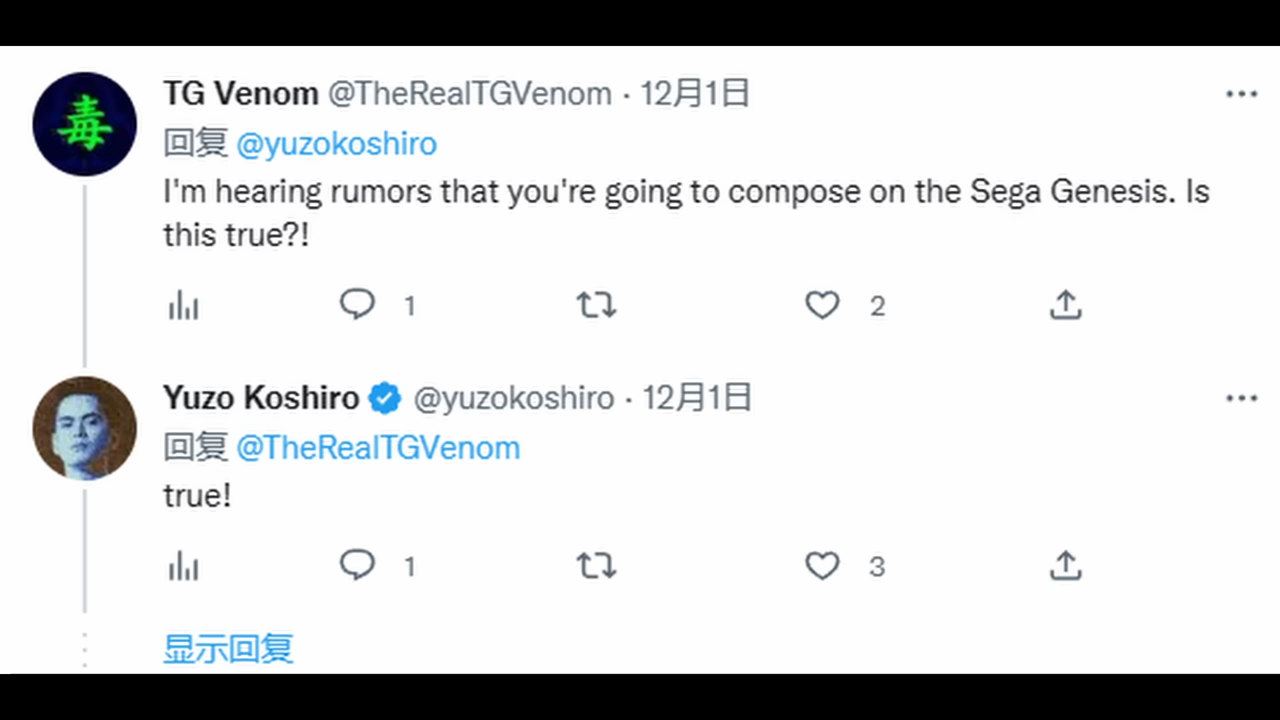 毒
TG Venom @TheRealTGVenom · 12月1日
回复 @yuzokoshiro
I'm hearing rumors that you're going to compose on the Sega Genesis. Is
this true?!
1 2
Yuzo Koshiro @yuzokoshiro · 12月1日
回复 @TheRealTGVenom
true!
1 3
显示回复